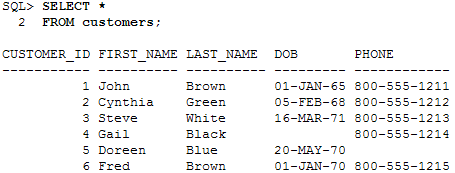 SQL> SELECT *
  2  FROM customers;
CUSTOMER_ID FIRST_NAME LAST_NAME  DOB       PHONE
----------- ---------- ---------- --------- ------------
          1 John       Brown      01-JAN-65 800-555-1211
          2 Cynthia    Green      05-FEB-68 800-555-1212
          3 Steve      White      16-MAR-71 800-555-1213
          4 Gail       Black                800-555-1214
          5 Doreen     Blue       20-MAY-70
          6 Fred       Brown      01-JAN-70 800-555-1215